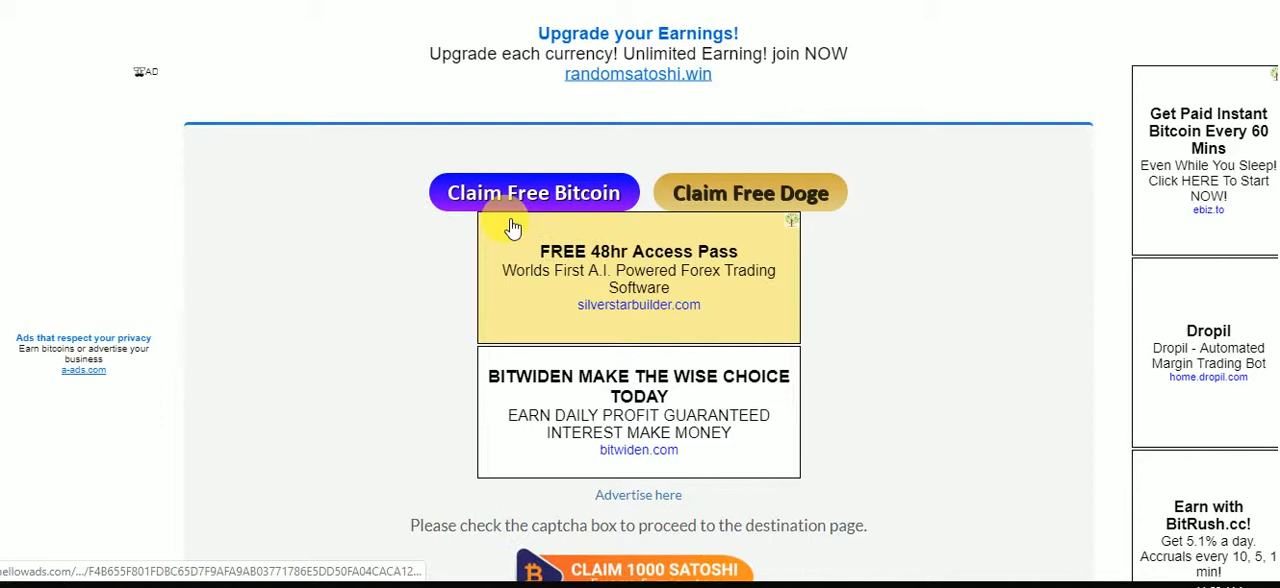 Upgrade your Earnings!
Upgrade each currency! Unlimited Earning! join NOW
randomsatoshi.win
AD
Claim Free Bitcoin
Claim Free Doge
FREE 48hr Access Pass
Worlds First A.I. Powered Forex Trading
Software
silverstarbuilder.com
BITWIDEN MAKE THE WISE CHOICE
TODAY
EARN DAILY PROFIT GUARANTEED
INTEREST MAKE MONEY
bitwiden.com
Advertise here
Please check the captcha box to proceed to the destination page.
CLAIM 1000 SATOSHI
Ads that respect your privacy
Earn bitcoins or advertise your
business
a-ads.com
Get Paid Instant
Bitcoin Every 60
Mins
Even While You Sleep!
Click HERE To Start
NOW!
ebiz.to
Dropil
Dropil - Automated
Margin Trading Bot
home.dropil.com
Earn with
BitRush.cc!
Get 5.1% a day.
Accruals every 10, 5, 1
min!
nellowads.com/.../F4B655F801FDBC65D7F9AFA9AB03771786E5DD50FA04CACA12...